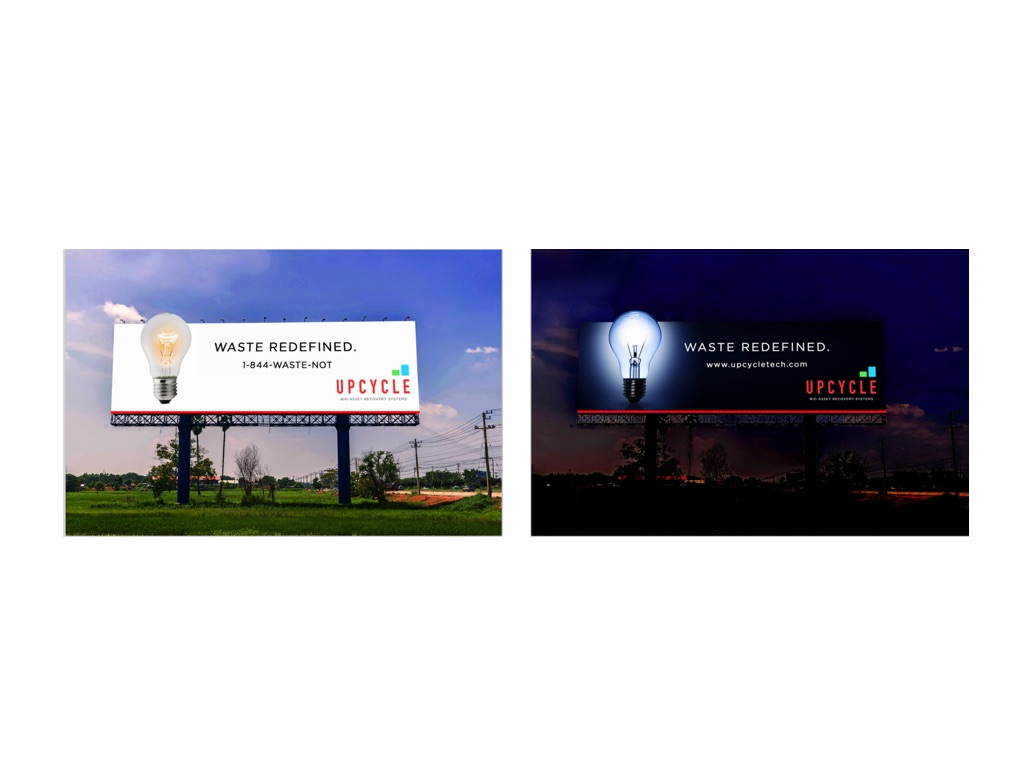 WASTE REDEFINED.
1-844-WASTE-NOT
UPCYCLE
BIO ASSET RECOVERY SYSTEMS
WASTE REDEFINED.
www.upcycletech.com
UPCYCLE
BIO ASSET RECOVERY SYSTEMS